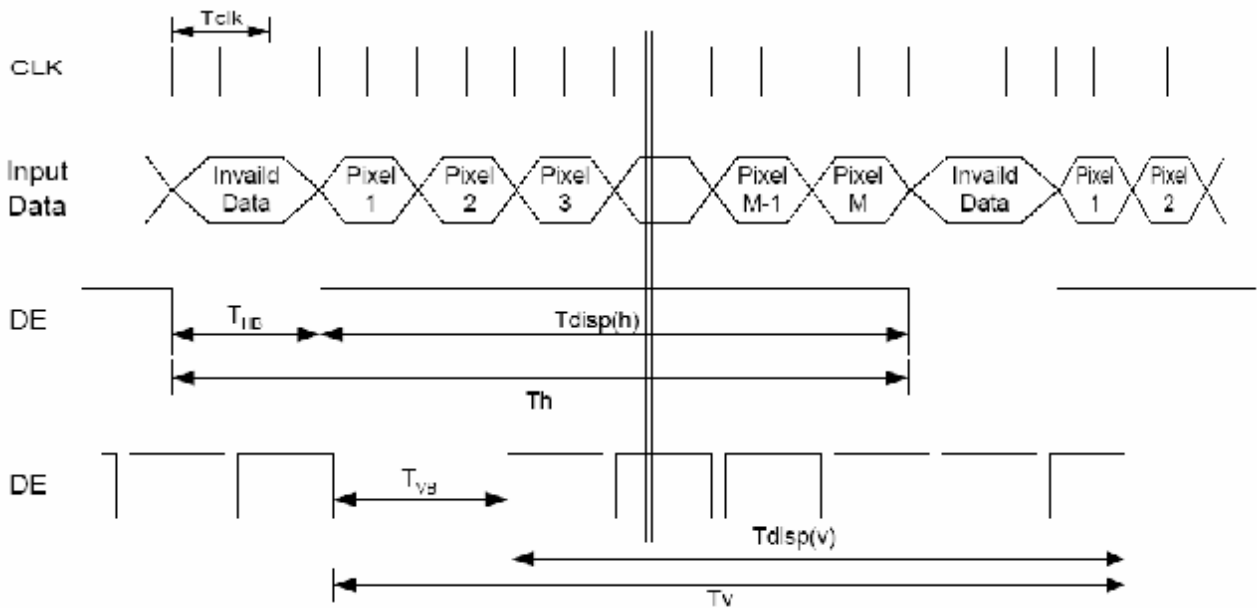 Tclk
CLK
Input
Data
Invaild
Data
Pixel
1
Pixel
2
Pixel
3
Pixel
M-1
Pixel
M
Invaild
Data
Pixel
1
Pixel
2
DE
THB
Tdisp(h)
Th
DE
TVB
Tdisp(v)
Tv